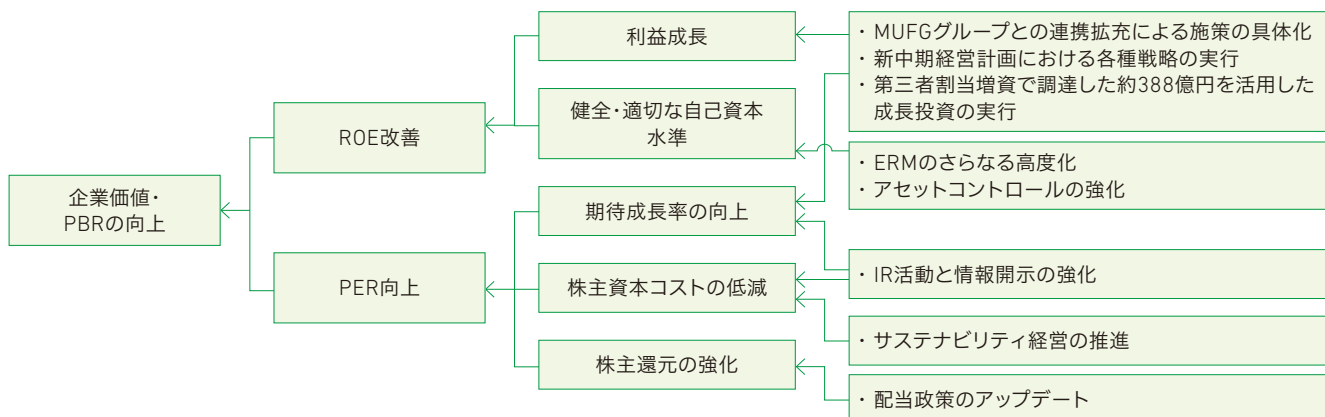 企業価値・
PBRの向上
ROE改善
PER向上
利益成長
健全・適切な自己資本
水準
期待成長率の向上
株主資本コストの低減
株主還元の強化
・MUFGグループとの連携拡充による施策の具体化
・新中期経営計画における各種戦略の実行
・第三者割当増資で調達した約388億円を活用した
成長投資の実行
・ERMのさらなる高度化
・アセットコントロールの強化
・IR活動と情報開示の強化
・サステナビリティ経営の推進
・配当政策のアップデート